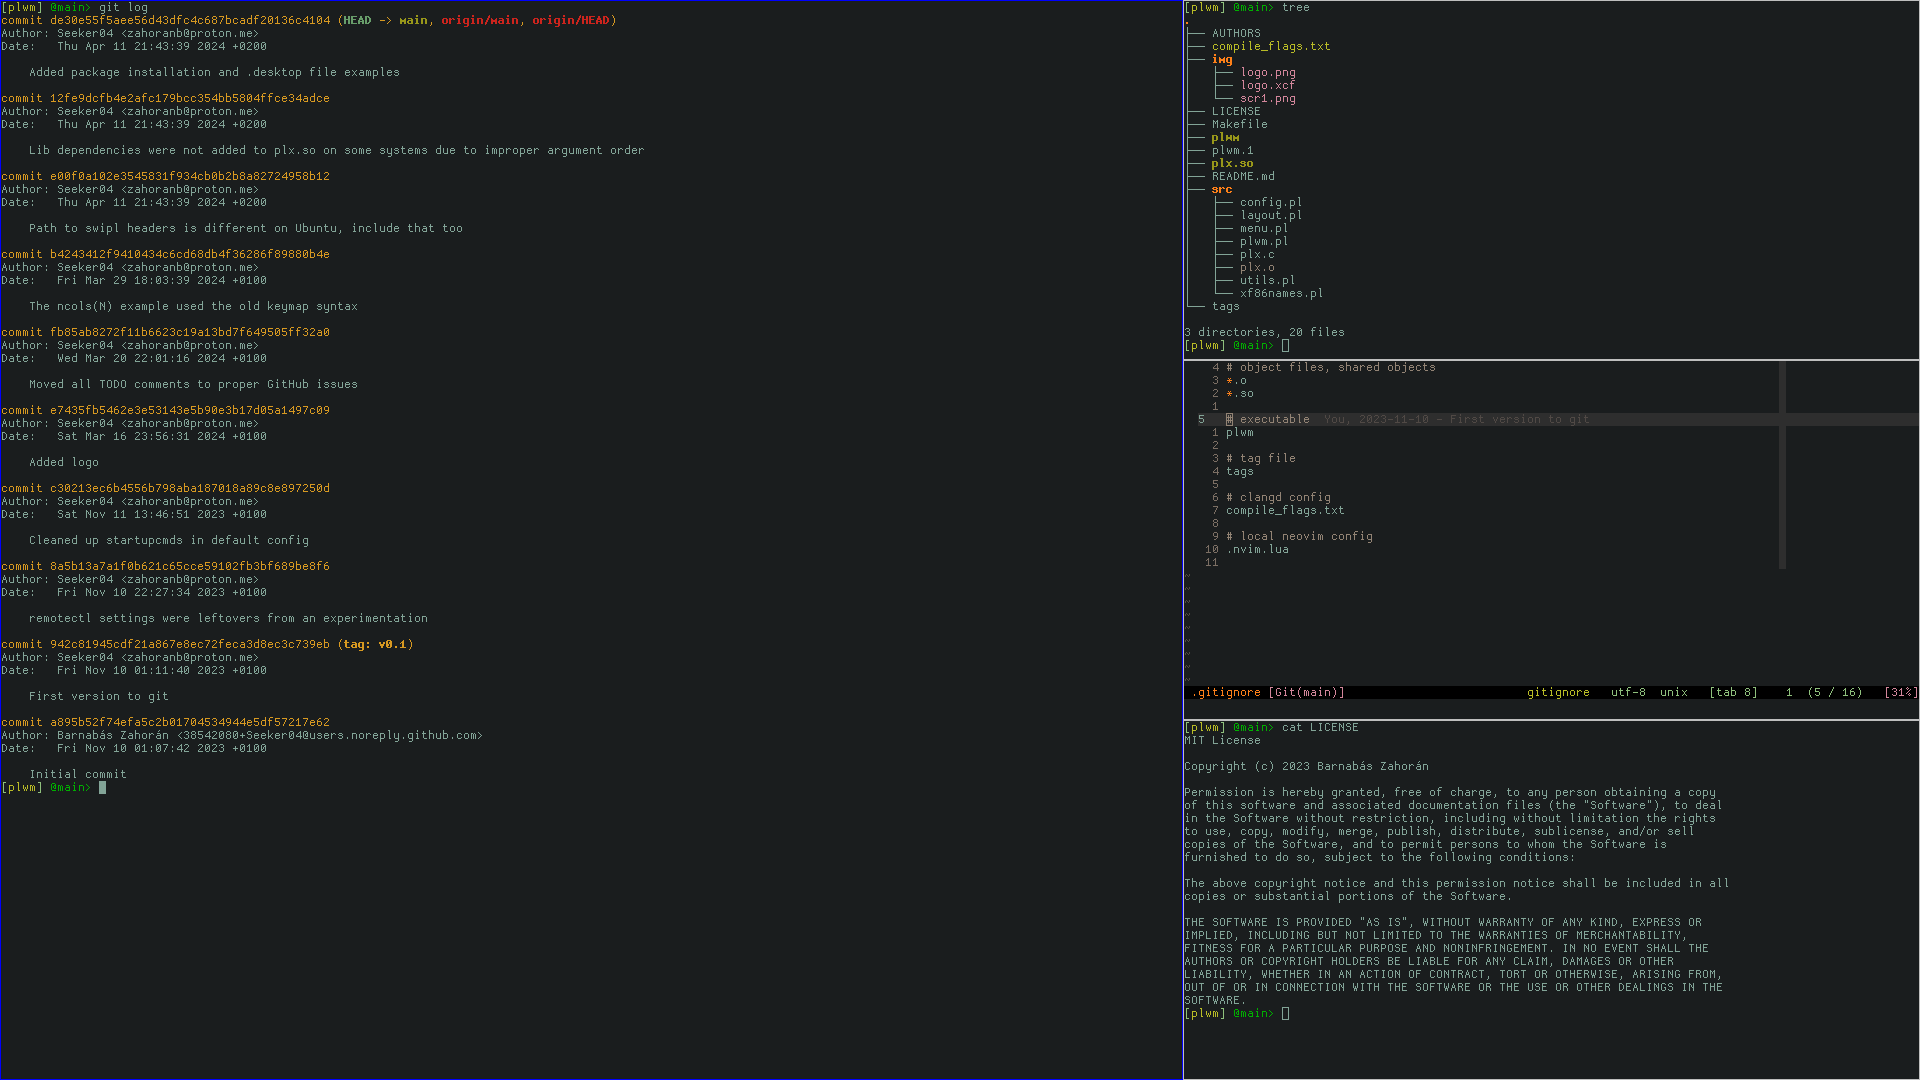 [plwm] @main> git log
commit de30e55f5aee56d43dfc4c687bcadf20136c4104 (HEAD -> main, origin/main, origin/HEAD)
Author: Seeker04 <zahoranb@proton.me>
Date:   Thu Apr 11 21:43:39 2024 +0200

    Added package installation and .desktop file examples

commit 12fe9dcfb4e2afc179bcc354bb5804ffce34adce
Author: Seeker04 <zahoranb@proton.me>
Date:   Thu Apr 11 21:43:39 2024 +0200

    Lib dependencies were not added to plx.so on some systems due to improper argument order

commit e00f0a102e3545831f934cb0b2b8a82724958b12
Author: Seeker04 <zahoranb@proton.me>
Date:   Thu Apr 11 21:43:39 2024 +0200

    Path to swipl headers is different on Ubuntu, include that too

commit b4243412f9410434c6cd68db4f36286f89880b4e
Author: Seeker04 <zahoranb@proton.me>
Date:   Fri Mar 29 18:03:39 2024 +0100

    The ncols(N) example used the old keymap syntax

commit fb85ab8272f11b6623c19a13bd7f649505ff32a0
Author: Seeker04 <zahoranb@proton.me>
Date:   Wed Mar 20 22:01:16 2024 +0100

    Moved all TODO comments to proper GitHub issues

commit e7435fb5462e3e53143e5b90e3b17d05a1497c09
Author: Seeker04 <zahoranb@proton.me>
Date:   Sat Mar 16 23:56:31 2024 +0100

    Added logo

commit c30213ec6b4556b798aba187018a89c8e897250d
Author: Seeker04 <zahoranb@proton.me>
Date:   Sat Nov 11 13:46:51 2023 +0100

    Cleaned up startupcmds in default config

commit 8a5b13a7a1f0b621c65cce59102fb3bf689be8f6
Author: Seeker04 <zahoranb@proton.me>
Date:   Fri Nov 10 22:27:34 2023 +0100

    remotectl settings were leftovers from an experimentation

commit 942c81945cdf21a867e8ec72feca3d8ec3c739eb (tag: v0.1)
Author: Seeker04 <zahoranb@proton.me>
Date:   Fri Nov 10 01:11:40 2023 +0100

    First version to git

commit a895b52f74efa5c2b01704534944e5df57217e62
Author: Barnabás Zahorán <38542080+Seeker04@users.noreply.github.com>
Date:   Fri Nov 10 01:07:42 2023 +0100

    Initial commit
[plwm] @main>
[plwm] @main> tree
.
├── AUTHORS
├── compile_flags.txt
├── img
│   ├── logo.png
│   ├── logo.xcf
│   └── scr1.png
├── LICENSE
├── Makefile
├── plwm
├── plwm.1
├── plx.so
├── README.md
├── src
│   ├── config.pl
│   ├── layout.pl
│   ├── menu.pl
│   ├── plwm.pl
│   ├── plx.c
│   ├── plx.o
│   ├── utils.pl
│   └── xf86names.pl
└── tags

3 directories, 20 files
[plwm] @main>
4 # object files, shared objects
3 *.o
2 *.so
1
5 # executable  You, 2023-11-10 - First version to git
1 plwm
2
3 # tag file
4 tags
5
6 # clangd config
7 compile_flags.txt
8
9 # local neovim config
10 .nvim.lua
11
~
~
~
~
~
~
~
~
~
.gitignore [Git(main)] gitignore utf-8 unix [tab 8] 1 (5 / 16) [31%]
[plwm] @main> cat LICENSE
MIT License

Copyright (c) 2023 Barnabás Zahorán

Permission is hereby granted, free of charge, to any person obtaining a copy
of this software and associated documentation files (the "Software"), to deal
in the Software without restriction, including without limitation the rights
to use, copy, modify, merge, publish, distribute, sublicense, and/or sell
copies of the Software, and to permit persons to whom the Software is
furnished to do so, subject to the following conditions:

The above copyright notice and this permission notice shall be included in all
copies or substantial portions of the Software.

THE SOFTWARE IS PROVIDED "AS IS", WITHOUT WARRANTY OF ANY KIND, EXPRESS OR
IMPLIED, INCLUDING BUT NOT LIMITED TO THE WARRANTIES OF MERCHANTABILITY,
FITNESS FOR A PARTICULAR PURPOSE AND NONINFRINGEMENT. IN NO EVENT SHALL THE
AUTHORS OR COPYRIGHT HOLDERS BE LIABLE FOR ANY CLAIM, DAMAGES OR OTHER
LIABILITY, WHETHER IN AN ACTION OF CONTRACT, TORT OR OTHERWISE, ARISING FROM,
OUT OF OR IN CONNECTION WITH THE SOFTWARE OR THE USE OR OTHER DEALINGS IN THE
SOFTWARE.
[plwm] @main>